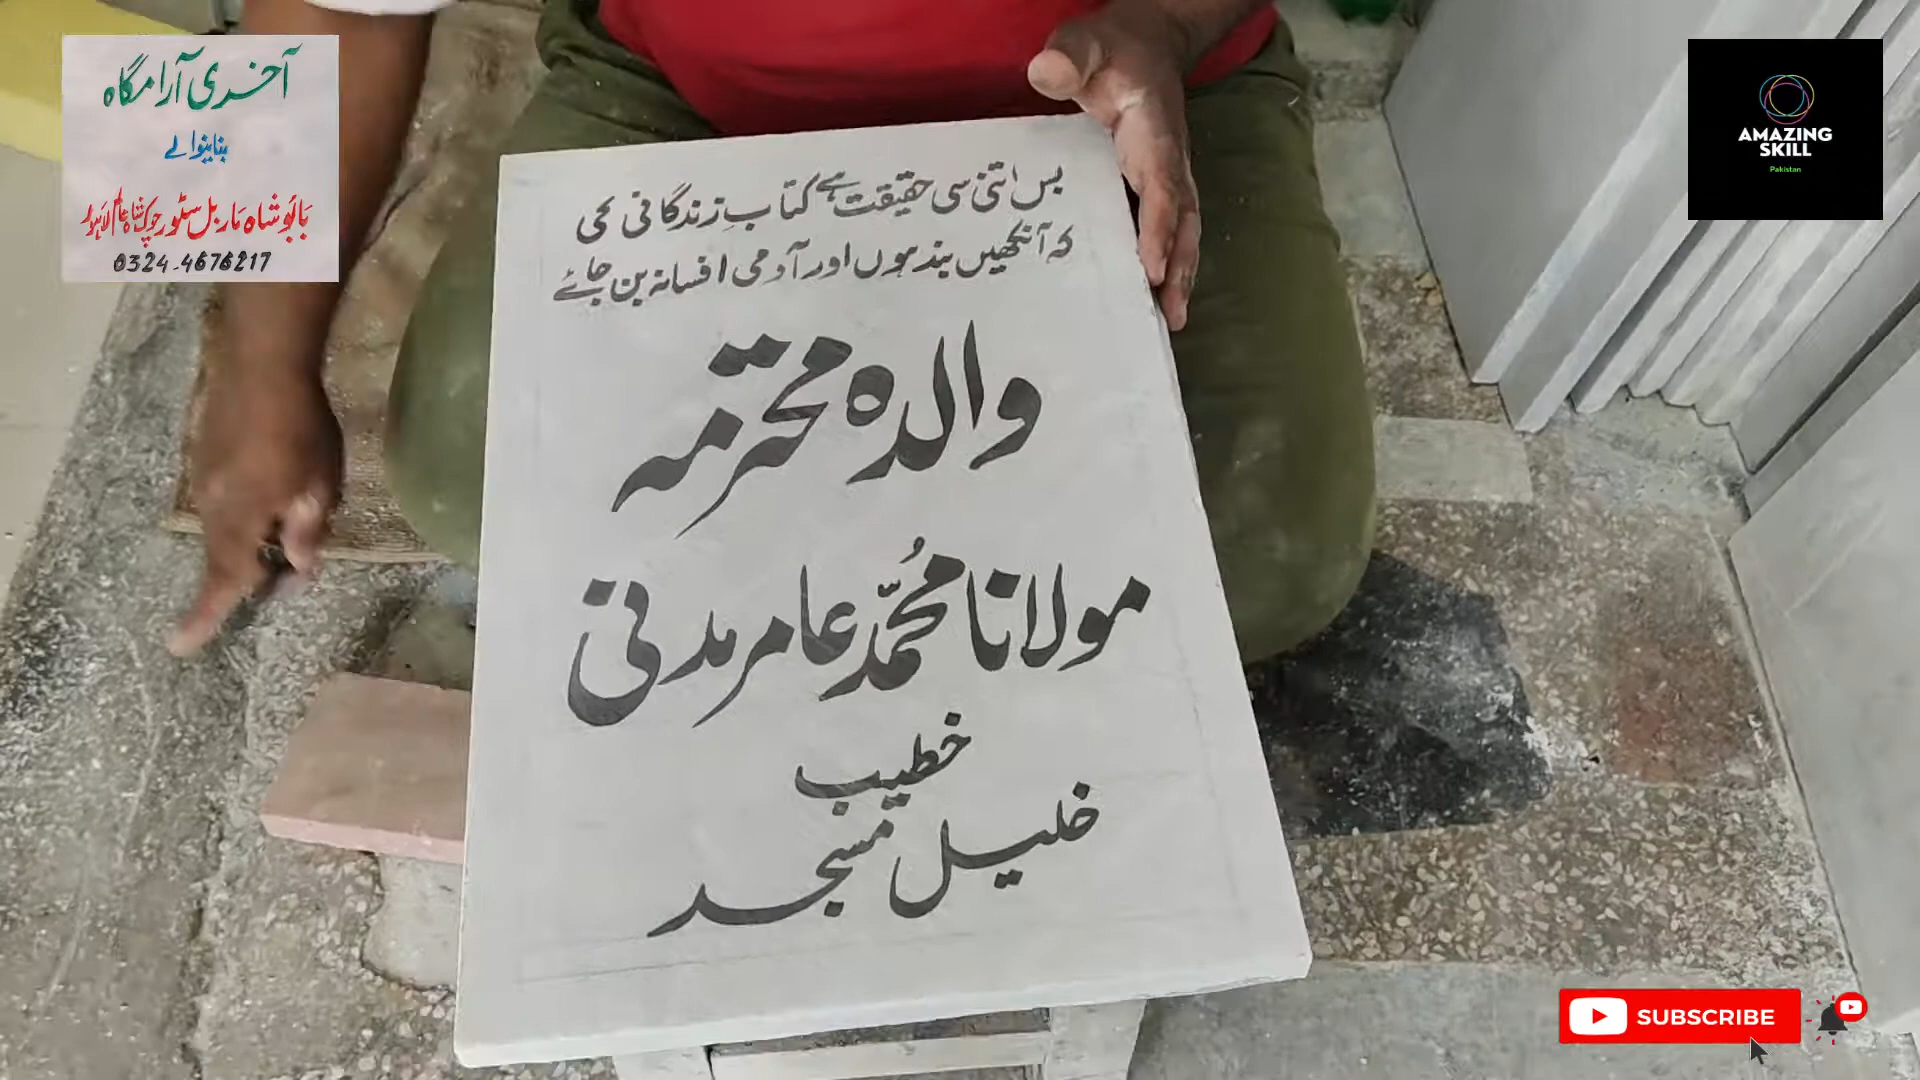 آخری آرامگاہ
بنانیوالے
بابو شاہ ماربل سٹور چوک شاہ عالم لاہور
0324-4676217
AMAZING
SKILL
Pakistan
بس اتنی سی حقیقت ہے کتابِ زندگانی کی
کہ آنکھیں بند ہوں اور آدمی افسانہ بن جائے
والدہ محترمہ
مولانا مُحمّد عامر مدنی
خطیب
خلیل مسجد
SUBSCRIBE